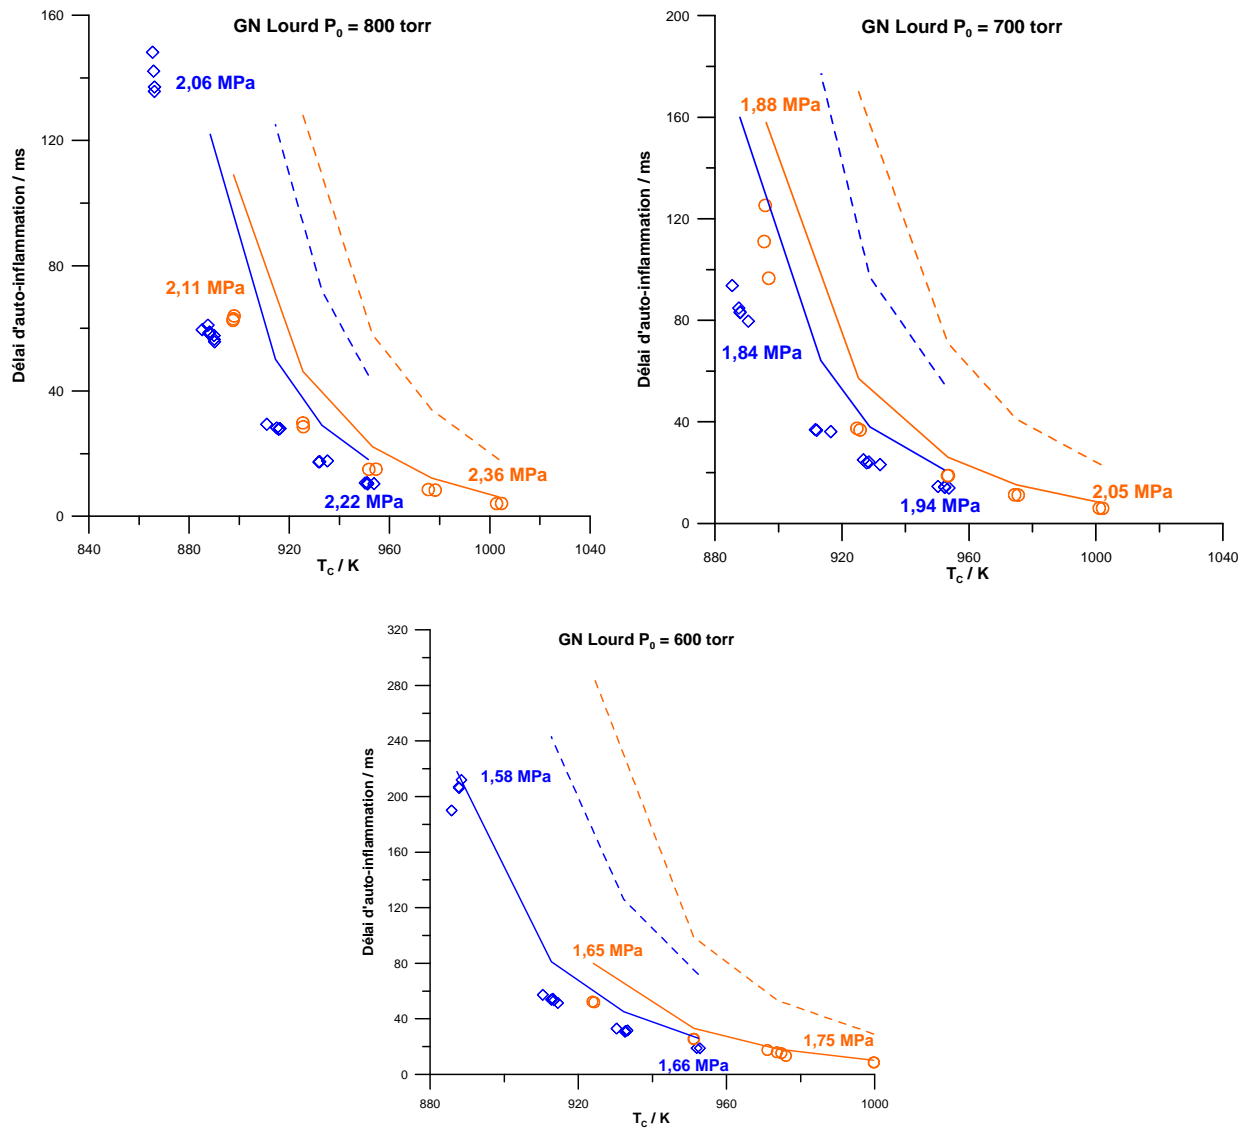 GN Lourd P0 = 800 torr
160
120
80
40
0
Délai d'auto-inflammation / ms
2,06 MPa
2,11 MPa
2,36 MPa
2,22 MPa
840 880 920 960 1000 1040
TC / K
GN Lourd P0 = 700 torr
200
160
120
80
40
0
Délai d'auto-inflammation / ms
1,88 MPa
1,84 MPa
1,94 MPa
2,05 MPa
880 920 960 1000 1040
TC / K
GN Lourd P0 = 600 torr
320
280
240
200
160
120
80
40
0
Délai d'auto-inflammation / ms
1,58 MPa
1,65 MPa
1,75 MPa
1,66 MPa
880 920 960 1000
TC / K